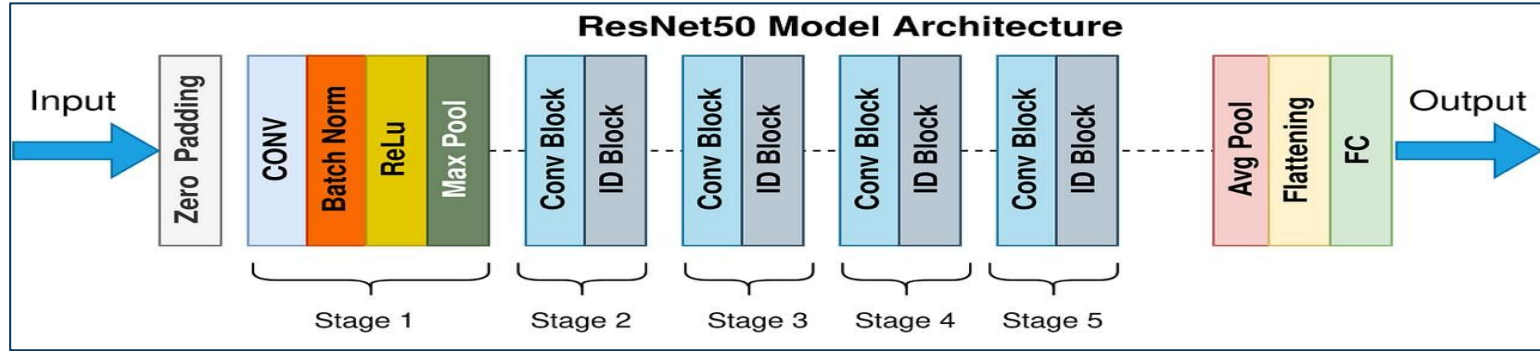 ResNet50 Model Architecture
Input
Zero Padding
CONV
Batch Norm
ReLu
Max Pool
Conv Block
ID Block
Conv Block
ID Block
Conv Block
ID Block
Conv Block
ID Block
Avg Pool
Flattening
FC
Output
Stage 1
Stage 2
Stage 3
Stage 4
Stage 5